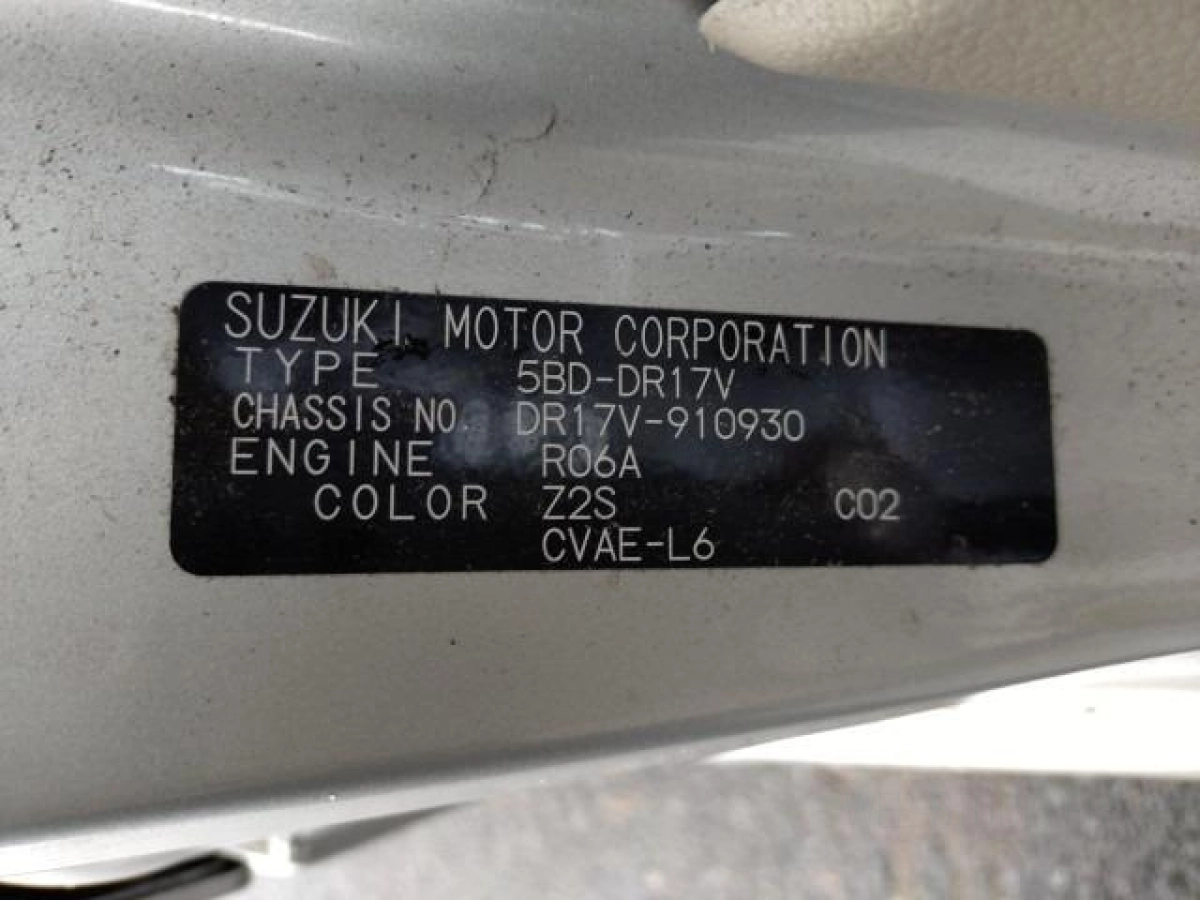 SUZUKI MOTOR CORPORATION
TYPE 5BD-DR17V
CHASSIS NO. DR17V-910930
ENGINE R06A
COLOR Z2S C02
CVAE-L6